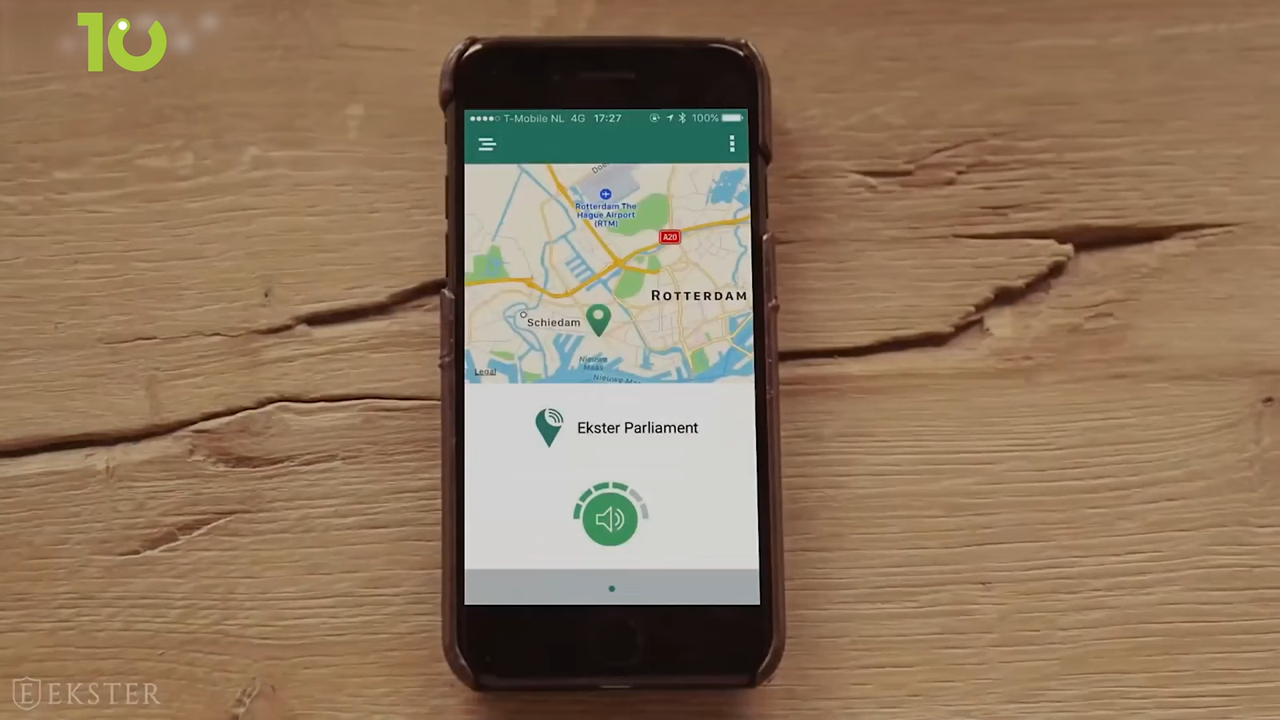 10
T-Mobile NL 4G 17:27 100%
Rotterdam The
Hague Airport
(RTM)
A20
ROTTERDAM
Schiedam
Nieuwe
Maas
Legal
Ekster Parliament
EKSTER